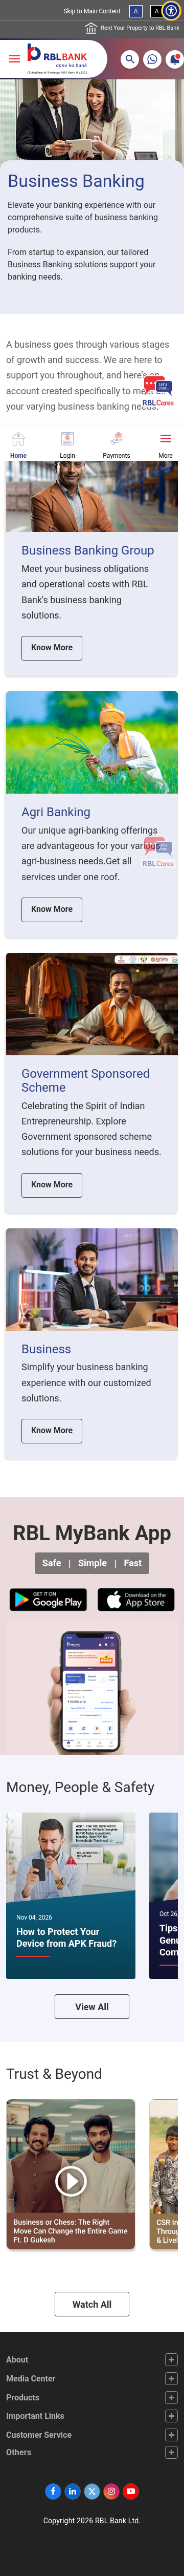 Skip to Main Content
A
A
Rent Your Property to RBL Bank
RBLBANK
apno ka bank
Business Banking
Elevate your banking experience with our
comprehensive suite of business banking
products.
From startup to expansion, our tailored
Business Banking solutions support your
banking needs.
A business goes through various stages
of growth and success. We are here to
support you throughout, and here's an
account created specifically to meet all
your varying business banking needs.
RBLCares
Home
Login
Payments
More
Business Banking Group
Meet your business obligations
and operational costs with RBL
Bank's business banking
solutions.
Know More
Agri Banking
Our unique agri-banking offerings
are advantageous for your various
agri-business needs.Get all
services under one roof.
RBLCares
Know More
Government Sponsored
Scheme
Celebrating the Spirit of Indian
Entrepreneurship. Explore
Government sponsored scheme
solutions for your business needs.
Know More
Business
Simplify your business banking
experience with our customized
solutions.
Know More
RBL MyBank App
Safe | Simple | Fast
GET IT ON
Google Play
Download on the
App Store
Money, People & Safety
Nov 04, 2026
How to Protect Your
Device from APK Fraud?
Oct 26,
Tips
Genu
Com
View All
Trust & Beyond
Business or Chess: The Right
Move Can Change the Entire Game
Ft. D Gukesh
CSR In
Throug
& Livel
Watch All
About
Media Center
Products
Important Links
Customer Service
Others
Copyright 2026 RBL Bank Ltd.